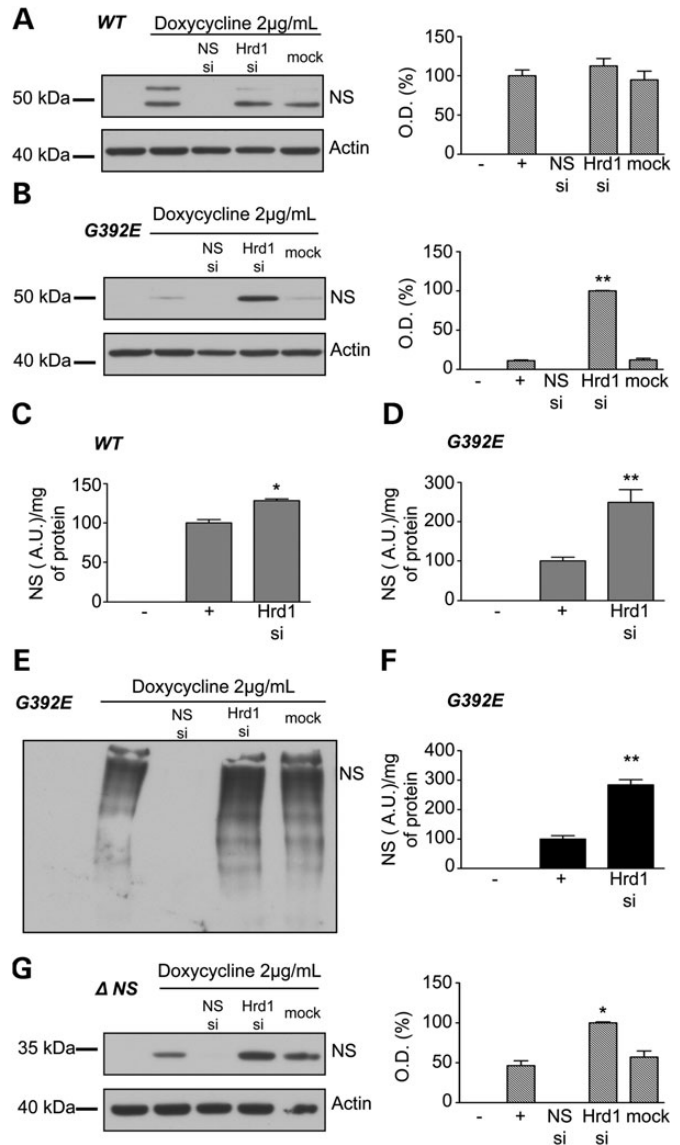 A
WT
Doxycycline 2µg/mL
NS si
Hrd1 si
mock
50 kDa
NS
40 kDa
Actin
O.D. (%)
150
100
50
0
-
+
NS si
Hrd1 si
mock
B
G392E
Doxycycline 2µg/mL
NS si
Hrd1 si
mock
50 kDa
NS
40 kDa
Actin
O.D. (%)
150
100
50
0
**
-
+
NS si
Hrd1 si
mock
C
WT
NS ( A.U.)/mg
of protein
150
100
50
0
*
-
+
Hrd1 si
D
G392E
NS ( A.U.)/mg
of protein
300
200
100
0
**
-
+
Hrd1 si
E
G392E
Doxycycline 2µg/mL
NS si
Hrd1 si
mock
NS
F
G392E
NS ( A.U.)/mg
of protein
400
300
200
100
0
**
-
+
Hrd1 si
G
Δ NS
Doxycycline 2µg/mL
NS si
Hrd1 si
mock
35 kDa
NS
40 kDa
Actin
O.D. (%)
150
100
50
0
*
-
+
NS si
Hrd1 si
mock